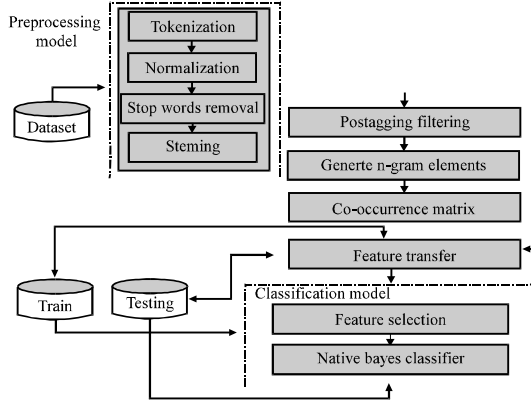 Preprocessing
model
Tokenization
Normalization
Stop words removal
Steming
Dataset
Postagging filtering
Generte n-gram elements
Co-occurrence matrix
Feature transfer
Train
Testing
Classification model
Feature selection
Native bayes classifier